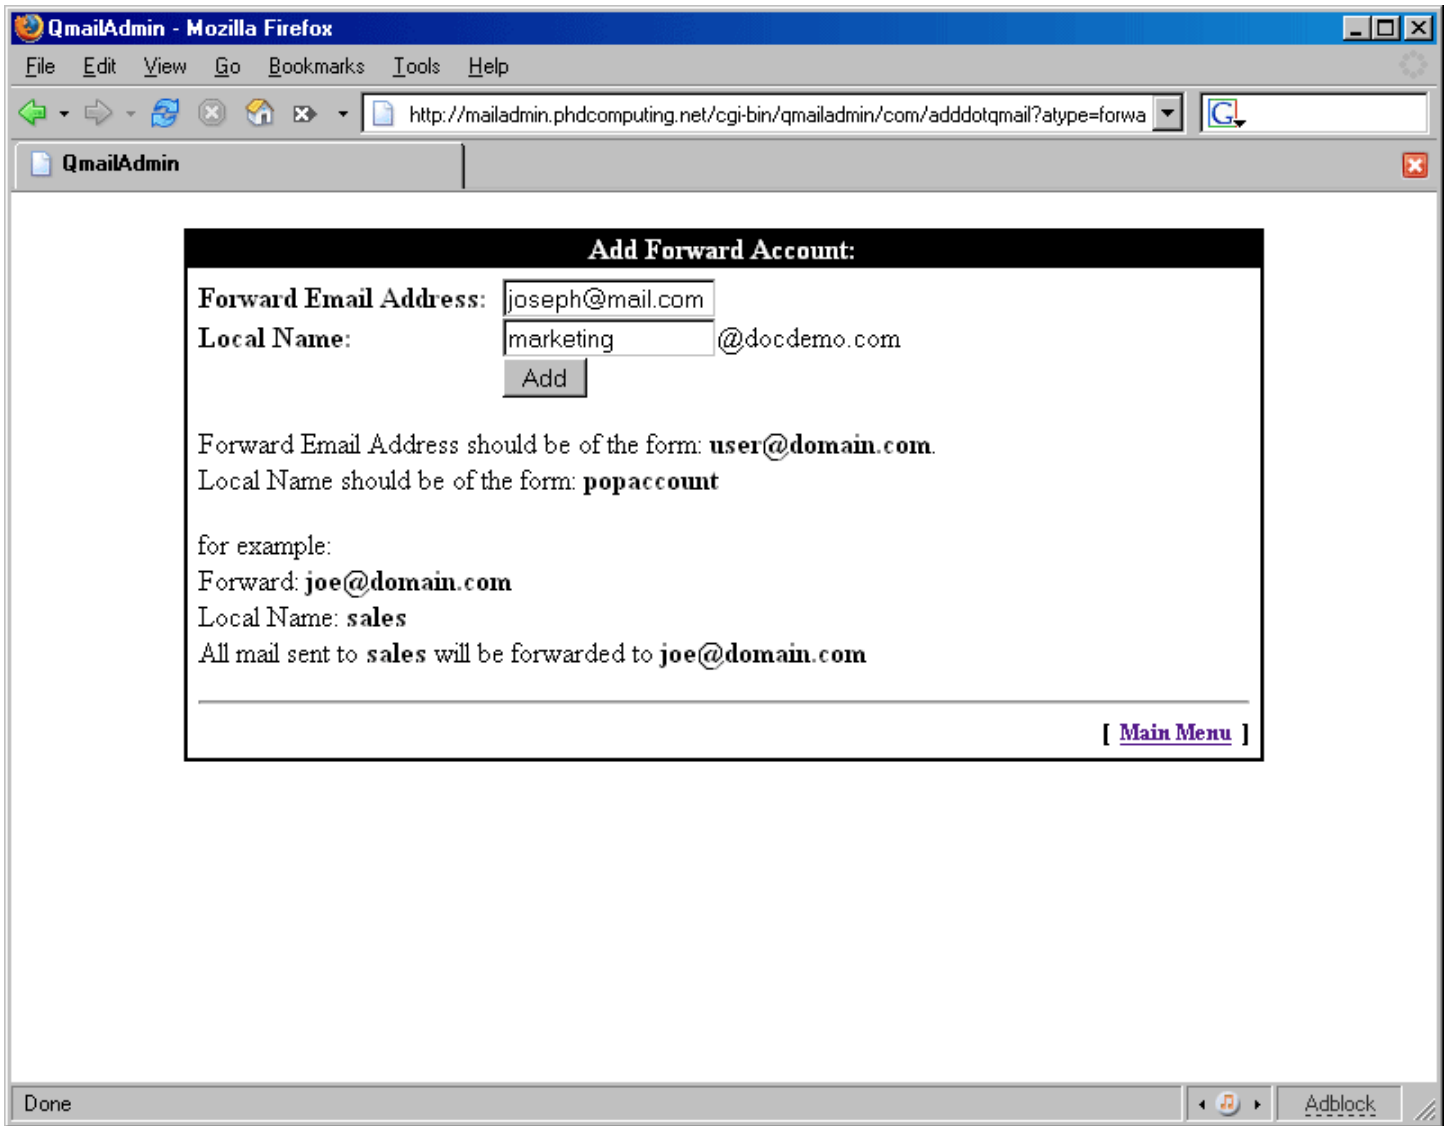 QmailAdmin - Mozilla Firefox
File Edit View Go Bookmarks Tools Help
http://mailadmin.phdcomputing.net/cgi-bin/qmailadmin/com/adddotqmail?atype=forwa
G
QmailAdmin
Add Forward Account:
Forward Email Address: joseph@mail.com
Local Name: marketing @docdemo.com
Add
Forward Email Address should be of the form: user@domain.com.
Local Name should be of the form: popaccount
for example:
Forward: joe@domain.com
Local Name: sales
All mail sent to sales will be forwarded to joe@domain.com
[ Main Menu ]
Done Adblock